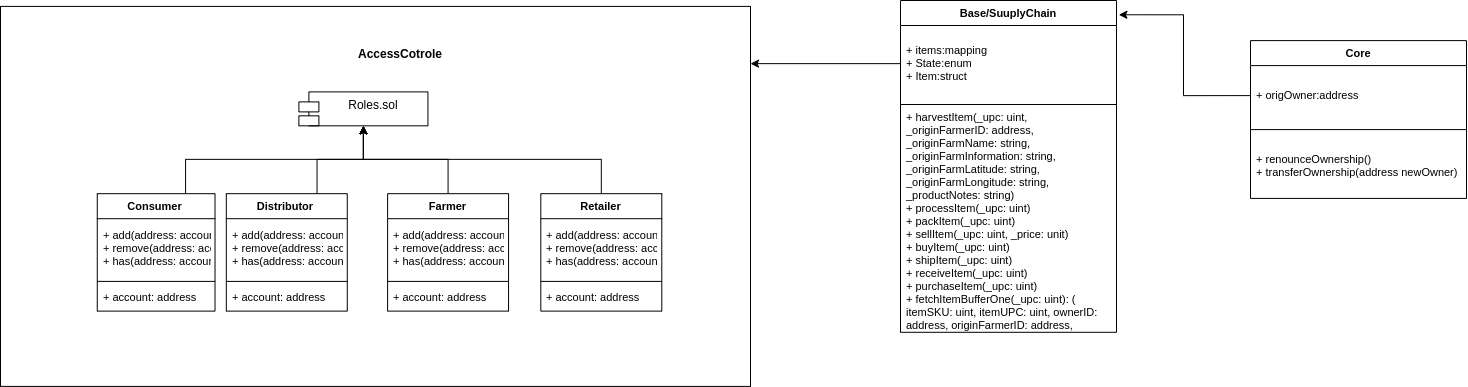 AccessCotrole
Roles.sol
Consumer
+ add(address: accoun
+ remove(address: acc
+ has(address: accoun
+ account: address
Distributor
+ add(address: accoun
+ remove(address: acc
+ has(address: accoun
+ account: address
Farmer
+ add(address: accoun
+ remove(address: acc
+ has(address: accoun
+ account: address
Retailer
+ add(address: accoun
+ remove(address: acc
+ has(address: accoun
+ account: address
Base/SuuplyChain
+ items:mapping
+ State:enum
+ Item:struct
+ harvestItem(_upc: uint,
_originFarmerID: address,
_originFarmName: string,
_originFarmInformation: string,
_originFarmLatitude: string,
_originFarmLongitude: string,
_productNotes: string)
+ processItem(_upc: uint)
+ packItem(_upc: uint)
+ sellItem(_upc: uint, _price: unit)
+ buyItem(_upc: uint)
+ shipItem(_upc: uint)
+ receiveItem(_upc: uint)
+ purchaseItem(_upc: uint)
+ fetchItemBufferOne(_upc: uint): (
itemSKU: uint, itemUPC: uint, ownerID:
address, originFarmerID: address,
Core
+ origOwner:address
+ renounceOwnership()
+ transferOwnership(address newOwner)